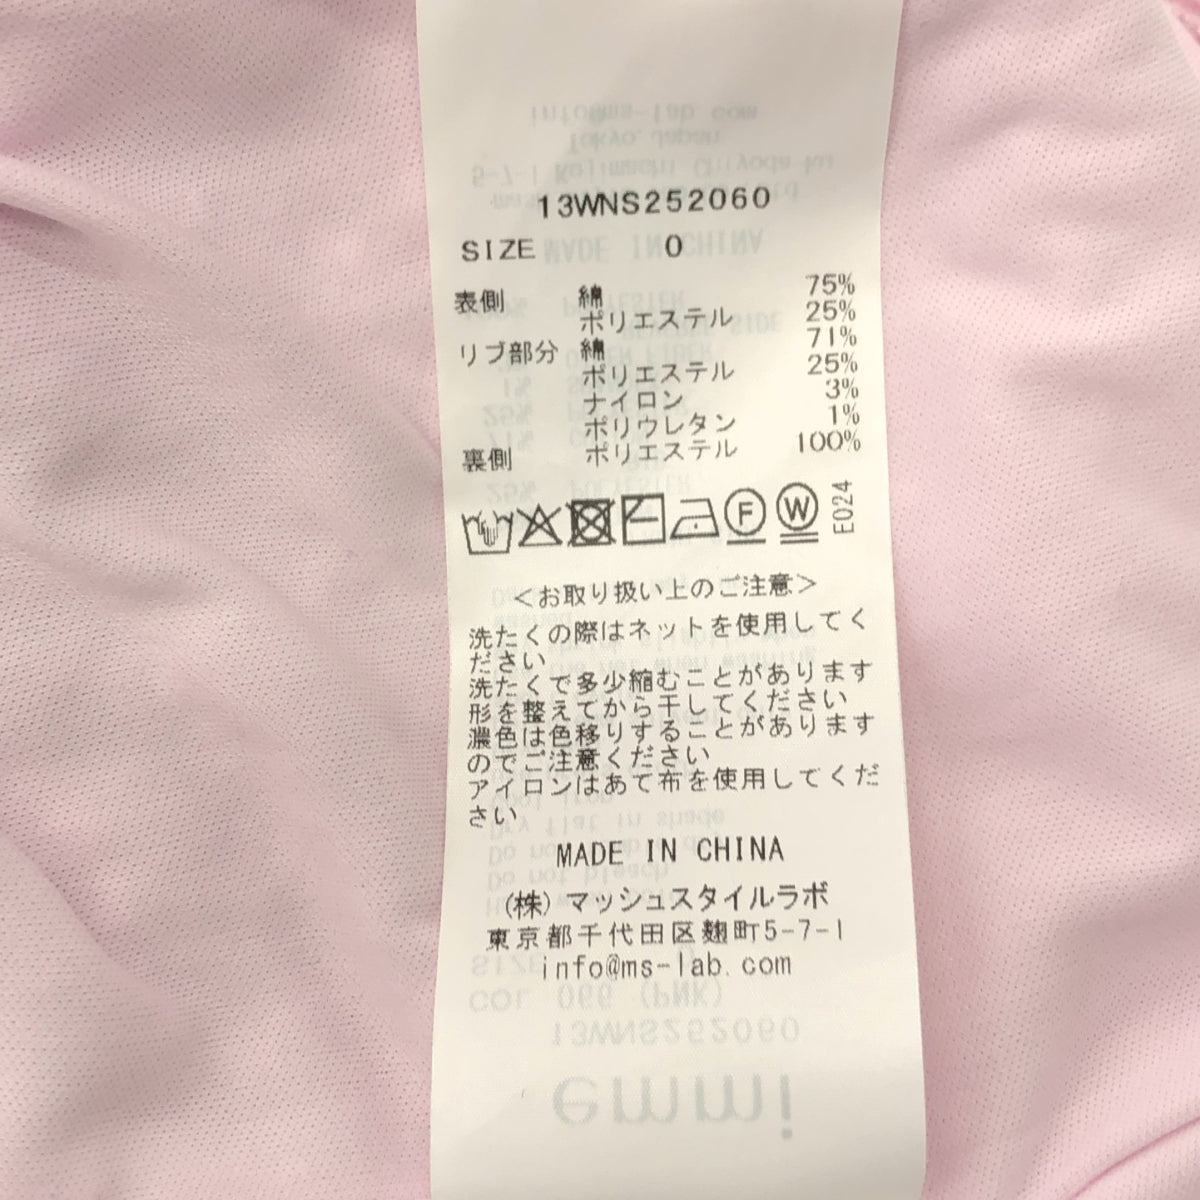 13WNS252060
SIZE 0
表側 綿 75%
ポリエステル 25%
リブ部分 綿 71%
ポリエステル 25%
ナイロン 3%
ポリウレタン 1%
裏側 ポリエステル 100%
F W E024
＜お取り扱い上のご注意＞
洗たくの際はネットを使用してく
ださい
洗たくで多少縮むことがあります
形を整えてから干してください
濃色は色移りすることがあります
のでご注意ください
アイロンはあて布を使用してくだ
さい
MADE IN CHINA
(株) マッシュスタイルラボ
東京都千代田区麹町5-7-1
info@ms-lab.com
COL 066 (PNK)
13WNS252060
emmi